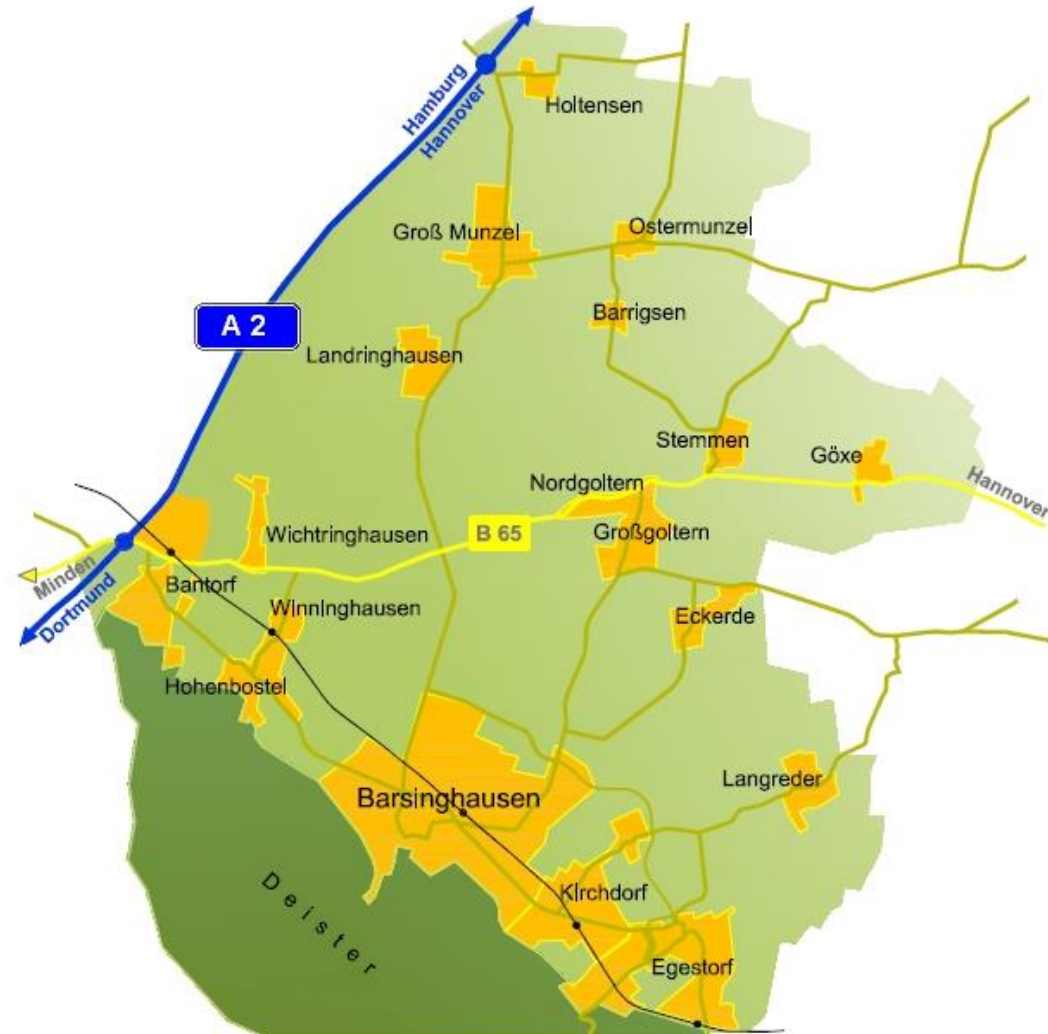 Hamburg
Hannover
Holtensen
Groß Munzel
Ostermunzel
Barrigsen
A 2
Landringhausen
Stemmen
Göxe
Nordgoltern
Hannover
Wichtringhausen
B 65
Großgoltern
Minden
Dortmund
Bantorf
Winninghausen
Eckerde
Hohenbostel
Langreder
Barsinghausen
Kirchdorf
Deister
Egestorf